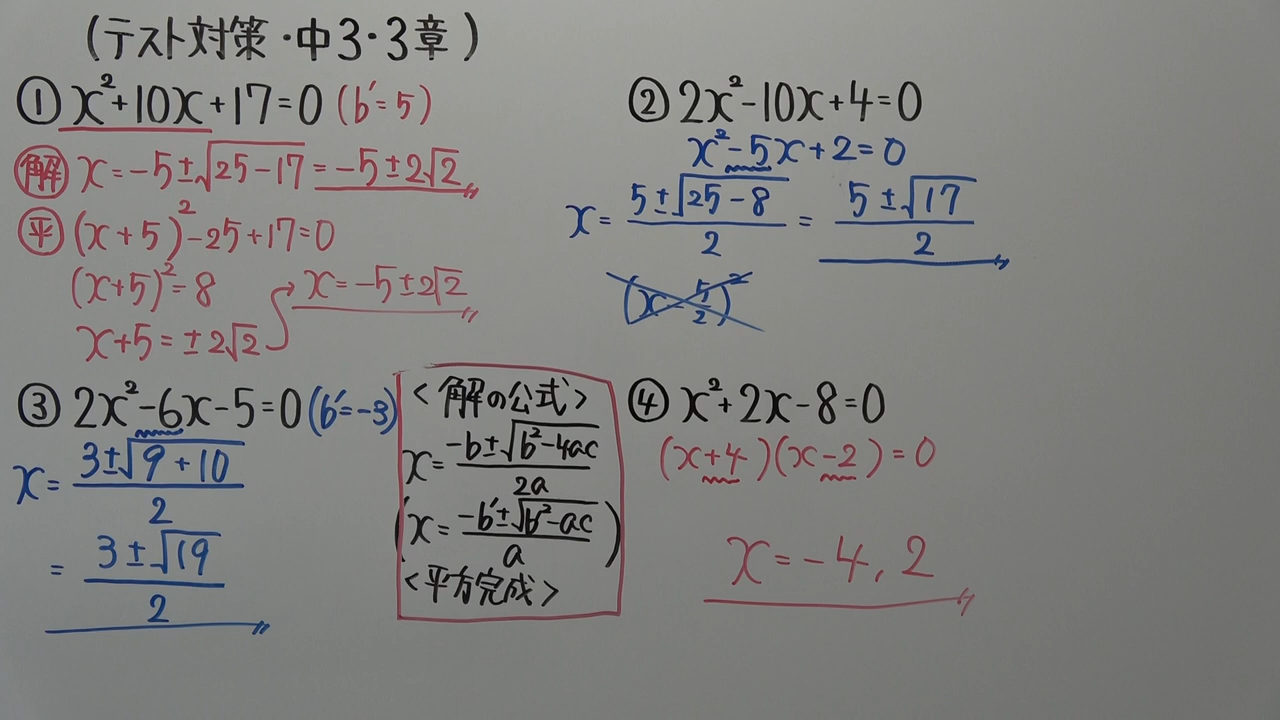 (テスト対策・中3・3章)
① x²+10x+17=0 (b'=5)
㊙解 x=-5±√25-17=-5±2√2
平 (x+5)²-25+17=0
(x+5)²=8
x+5=±2√2
x=-5±2√2
② 2x²-10x+4=0
x²-5x+2=0
x=(5±√25-8)/2=(5±√17)/2
(x-5/2)²
③ 2x²-6x-5=0 (b'=-3)
x=(3±√9+10)/2
=(3±√19)/2
<解の公式>
x=(-b±√b²-4ac)/2a
(x=(-b'±√b'²-ac)/a)
<平方完成>
④ x²+2x-8=0
(x+4)(x-2)=0
x=-4,2